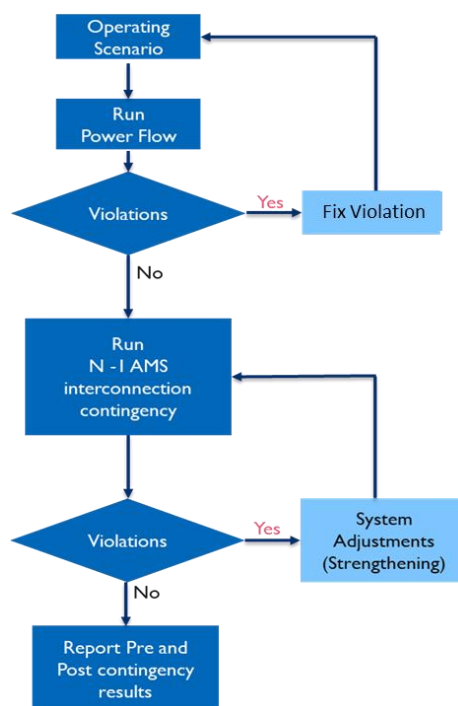 Operating
Scenario
Run
Power Flow
Violations
Yes
Fix Violation
No
Run
N -1 AMS
interconnection
contingency
Violations
Yes
System
Adjustments
(Strengthening)
No
Report Pre and
Post contingency
results